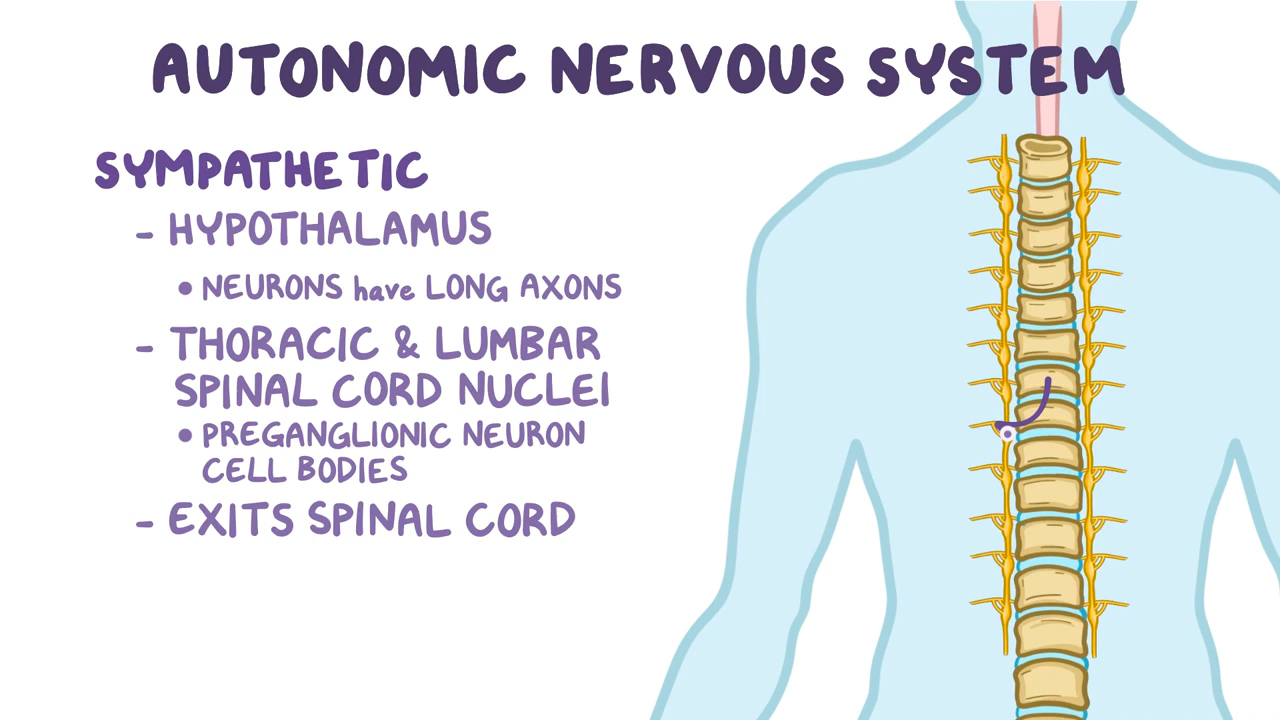 AUTONOMIC NERVOUS SYSTEM
SYMPATHETIC
- HYPOTHALAMUS
• NEURONS have LONG AXONS
- THORACIC & LUMBAR
SPINAL CORD NUCLEI
• PREGANGLIONIC NEURON
CELL BODIES
- EXITS SPINAL CORD